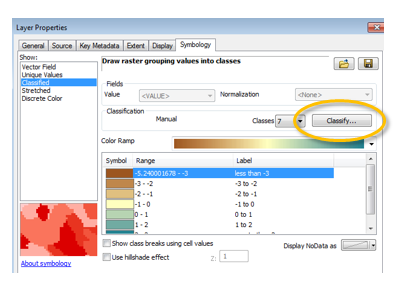 Layer Properties
General Source Key Metadata Extent Display Symbology
Show:
Vector Field
Unique Values
Classified
Stretched
Discrete Color
Draw raster grouping values into classes
Fields
Value <VALUE> Normalization <None>
Classification
Manual Classes 7 Classify...
Color Ramp
Symbol Range Label
-5.240001678 - -3 less than -3
-3 - -2 -3 to -2
-2 - -1 -2 to -1
-1 - 0 -1 to 0
0 - 1 0 to 1
1 - 2 1 to 2
Show class breaks using cell values Display NoData as
Use hillshade effect Z: 1
About symbology